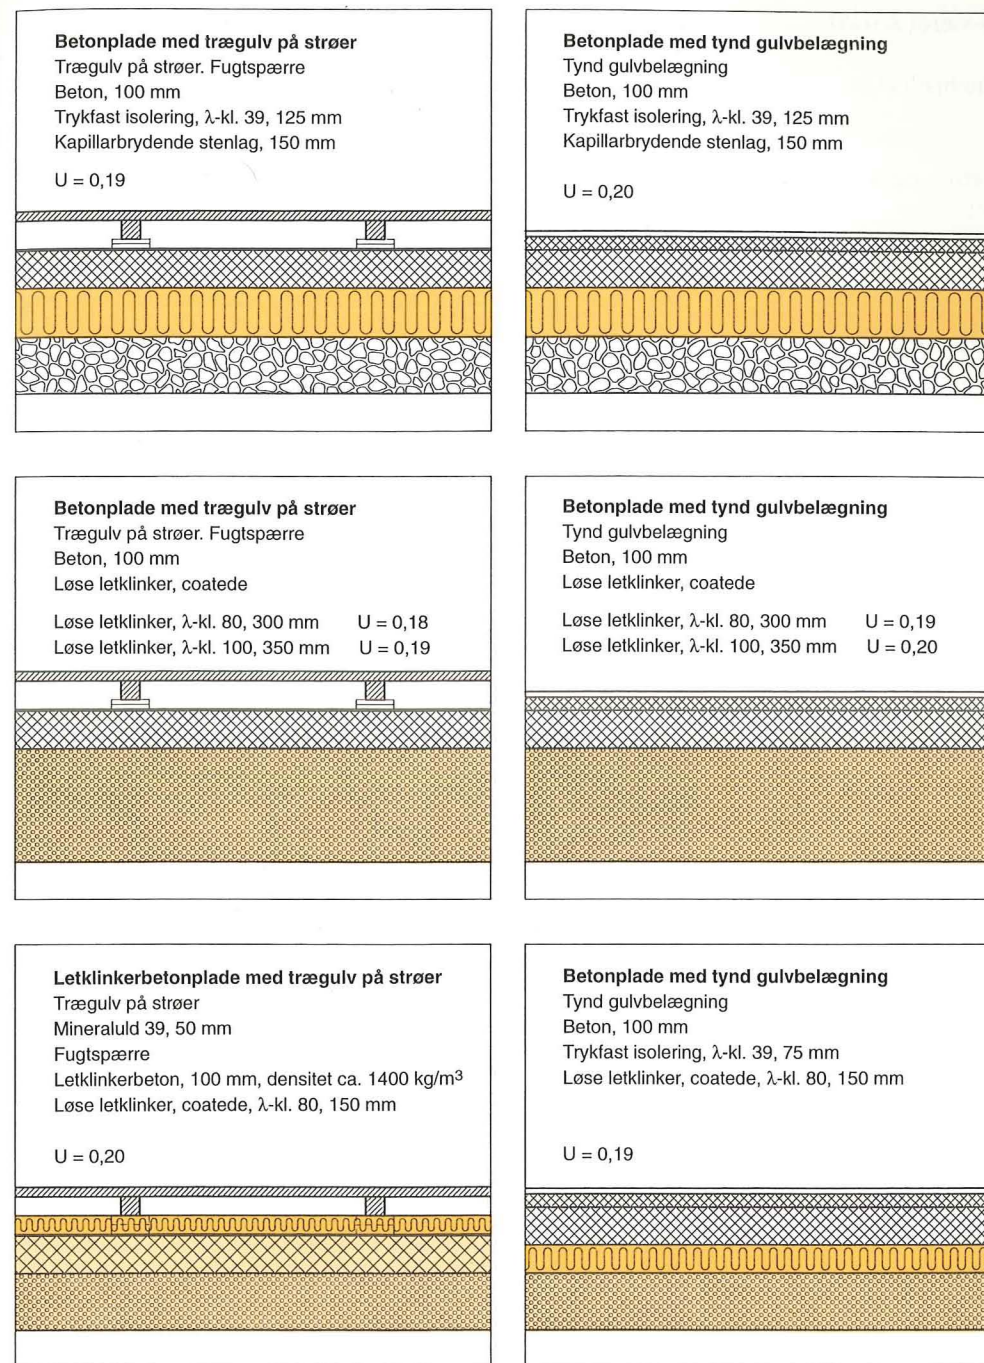 Betonplade med trægulv på strøer
Trægulv på strøer. Fugtspærre
Beton, 100 mm
Trykfast isolering, λ-kl. 39, 125 mm
Kapillarbrydende stenlag, 150 mm
U = 0,19
Betonplade med tynd gulvbelægning
Tynd gulvbelægning
Beton, 100 mm
Trykfast isolering, λ-kl. 39, 125 mm
Kapillarbrydende stenlag, 150 mm
U = 0,20
Betonplade med trægulv på strøer
Trægulv på strøer. Fugtspærre
Beton, 100 mm
Løse letklinker, coatede
Løse letklinker, λ-kl. 80, 300 mm U = 0,18
Løse letklinker, λ-kl. 100, 350 mm U = 0,19
Betonplade med tynd gulvbelægning
Tynd gulvbelægning
Beton, 100 mm
Løse letklinker, coatede
Løse letklinker, λ-kl. 80, 300 mm U = 0,19
Løse letklinker, λ-kl. 100, 350 mm U = 0,20
Letklinkerbetonplade med trægulv på strøer
Trægulv på strøer
Mineraluld 39, 50 mm
Fugtspærre
Letklinkerbeton, 100 mm, densitet ca. 1400 kg/m³
Løse letklinker, coatede, λ-kl. 80, 150 mm
U = 0,20
Betonplade med tynd gulvbelægning
Tynd gulvbelægning
Beton, 100 mm
Trykfast isolering, λ-kl. 39, 75 mm
Løse letklinker, coatede, λ-kl. 80, 150 mm
U = 0,19